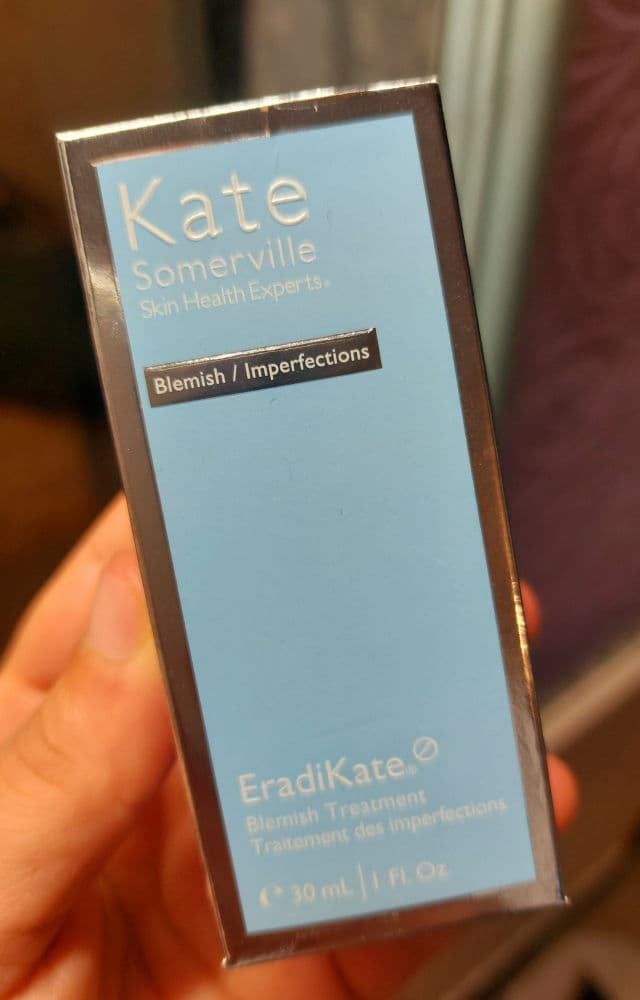 Kate
Somerville
Skin Health Experts®
Blemish / Imperfections
EradiKate®
Blemish Treatment
Traitement des imperfections
30 mL | 1 Fl. Oz